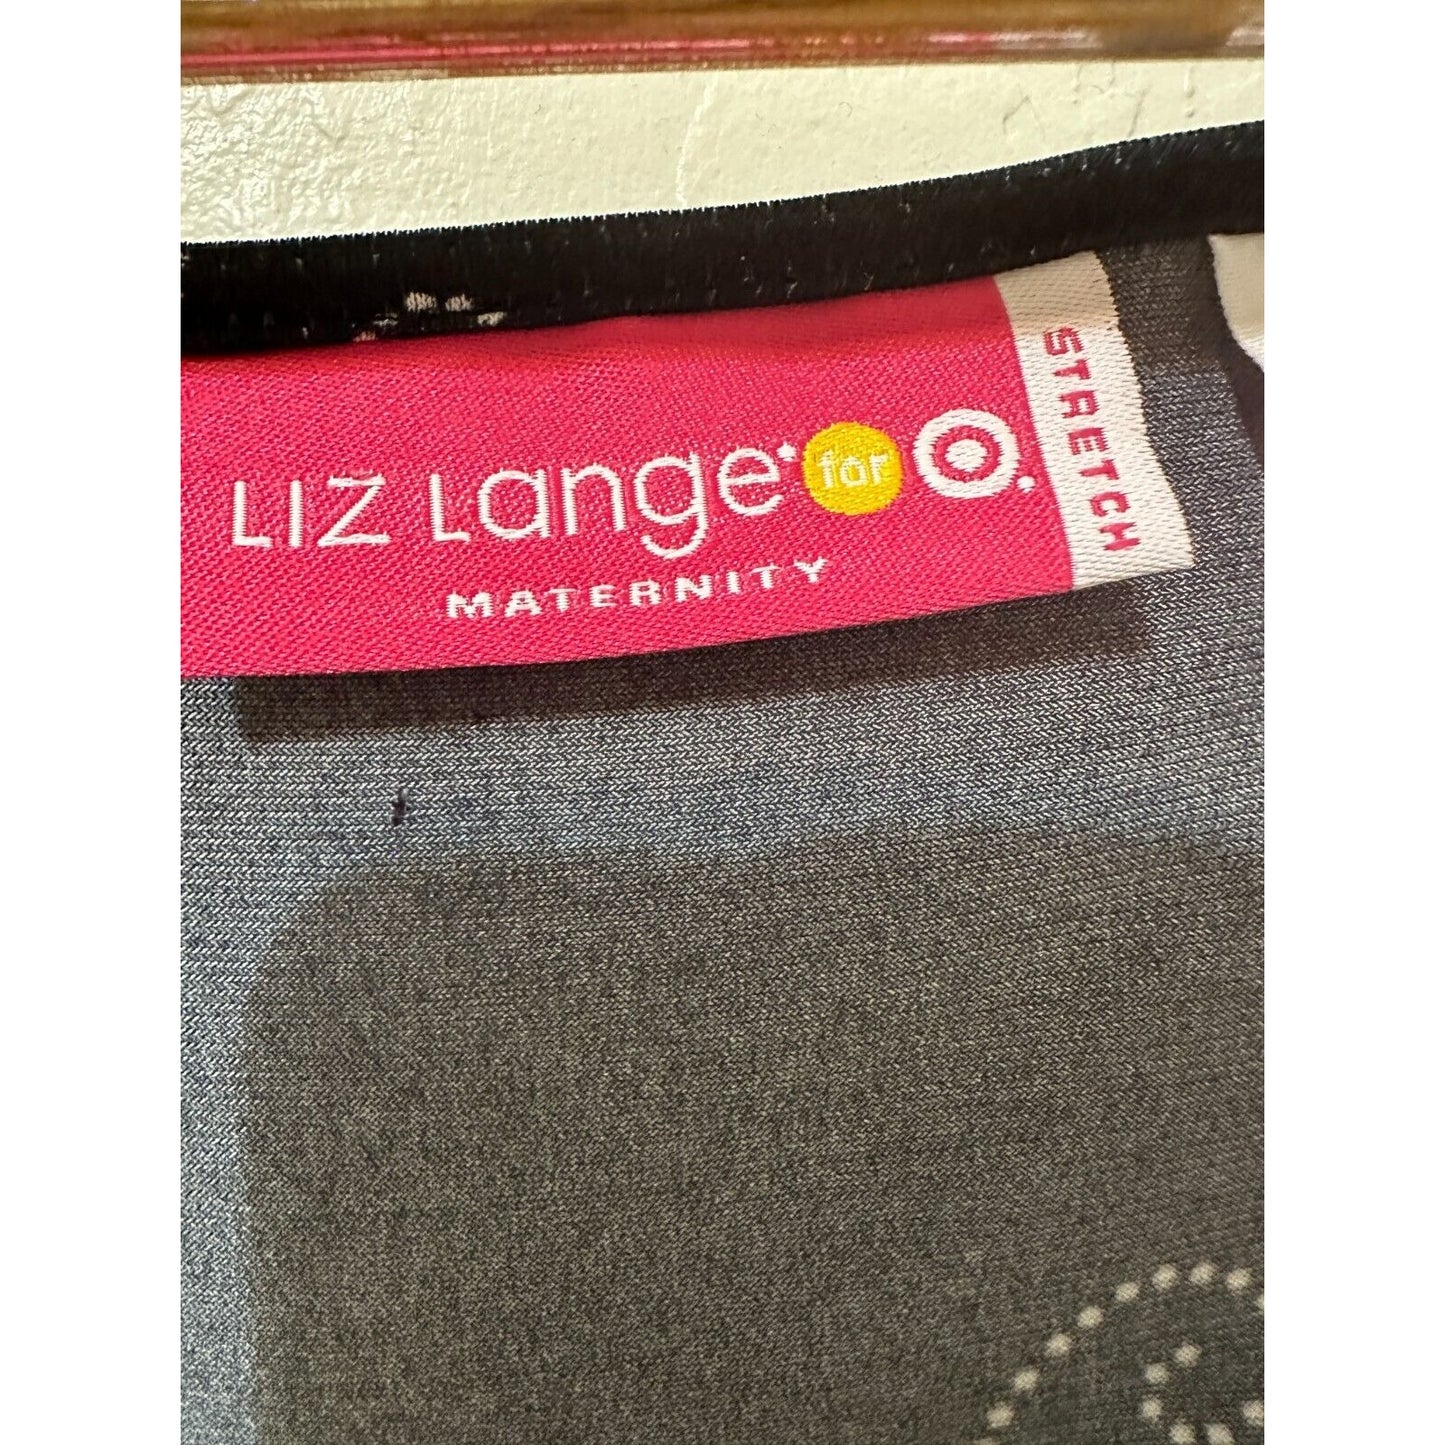 LIZ Lange for
MATERNITY
STRETCH